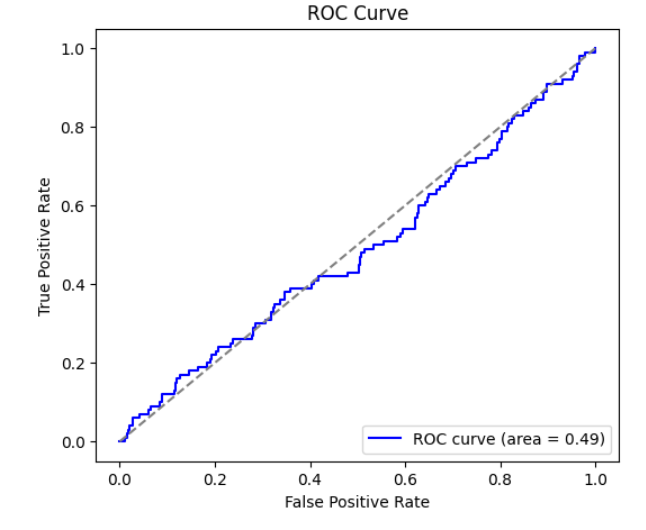 ROC Curve
1.0
0.8
0.6
0.4
0.2
0.0
True Positive Rate
ROC curve (area = 0.49)
0.0 0.2 0.4 0.6 0.8 1.0
False Positive Rate